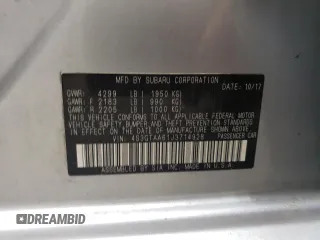 MFD BY SUBARU CORPORATION DATE: 10/17
GVWR: 4299 LB ( 1950 KG)
GAWR: F 2183 LB ( 990 KG)
GAWR: R 2205 LB ( 1000 KG)
THIS VEHICLE CONFORMS TO ALL APPLICABLE FEDERAL MOTOR
VEHICLE SAFETY, BUMPER AND THEFT PREVENTION STANDARDS
IN EFFECT ON THE DATE OF MANUFACTURE SHOWN ABOVE.
VIN: 4S3GTAA61J3714929 PASSENGER CAR
ASSEMBLED BY SIA, INC. IN U.S.A.
DREAMBID